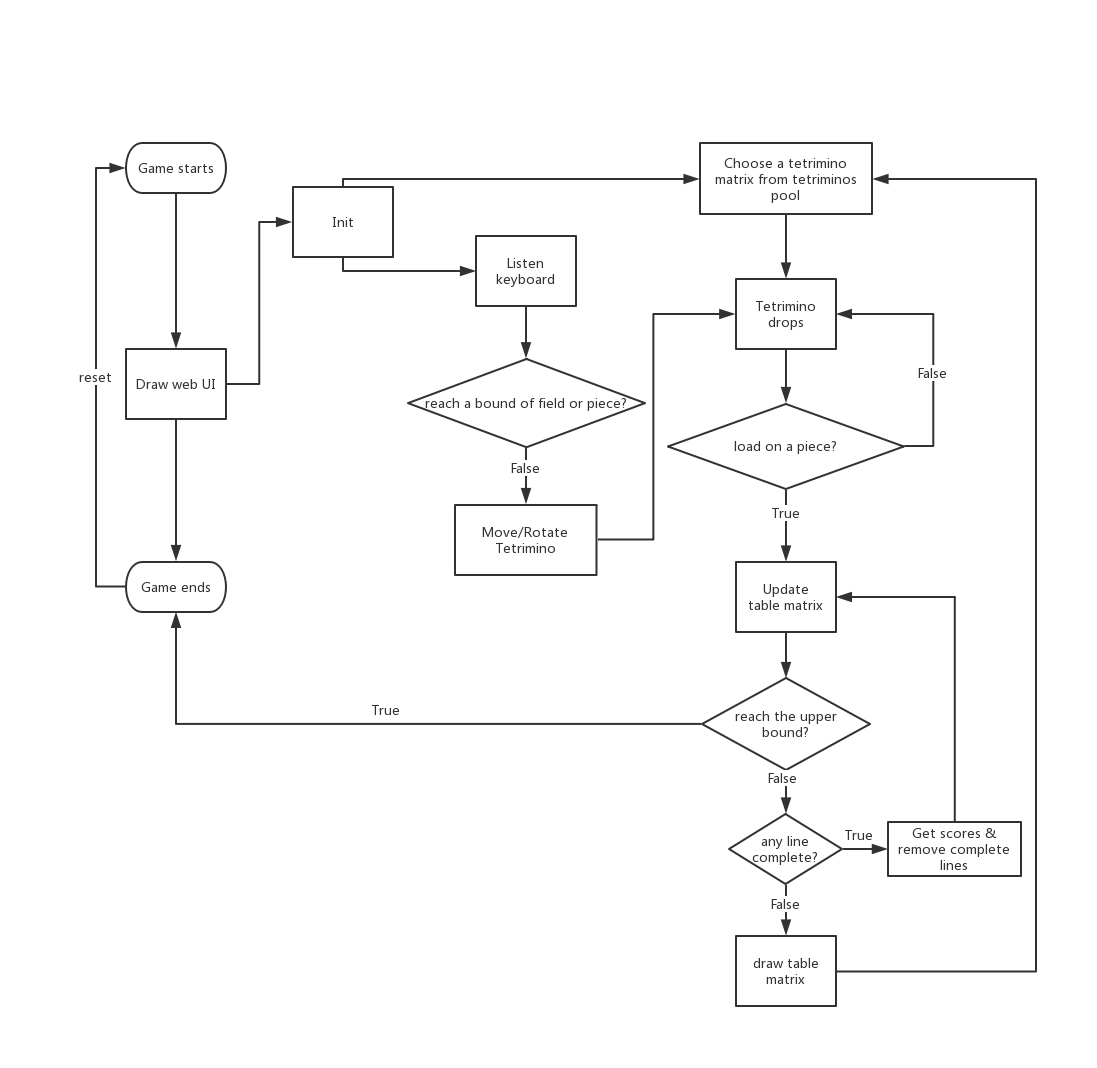 Game starts
Choose a tetrimino
matrix from tetriminos
pool
Init
Listen
keyboard
Tetrimino
drops
reset
Draw web UI
False
reach a bound of field or piece?
load on a piece?
False
True
Move/Rotate
Tetrimino
Game ends
Update
table matrix
True
reach the upper
bound?
False
any line
complete?
True
Get scores &
remove complete
lines
False
draw table
matrix